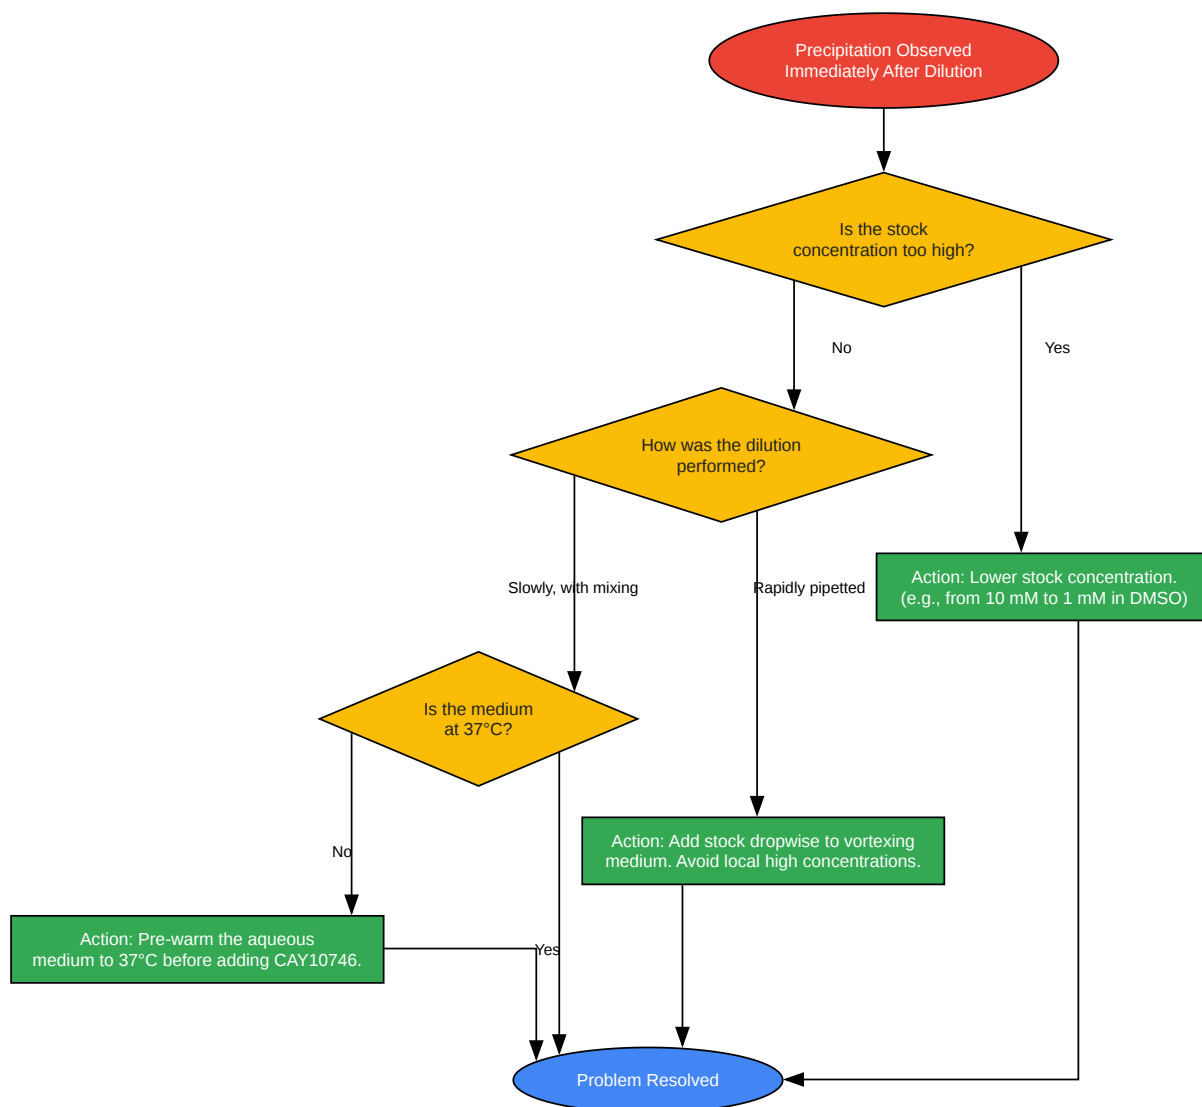 Precipitation Observed
Immediately After Dilution
Is the stock
concentration too high?
No
Yes
How was the dilution
performed?
Slowly, with mixing
Rapidly pipetted
Action: Lower stock concentration.
(e.g., from 10 mM to 1 mM in DMSO)
Is the medium
at 37°C?
No
Action: Add stock dropwise to vortexing
medium. Avoid local high concentrations.
Action: Pre-warm the aqueous
medium to 37°C before adding CAY10746.
Yes
Problem Resolved